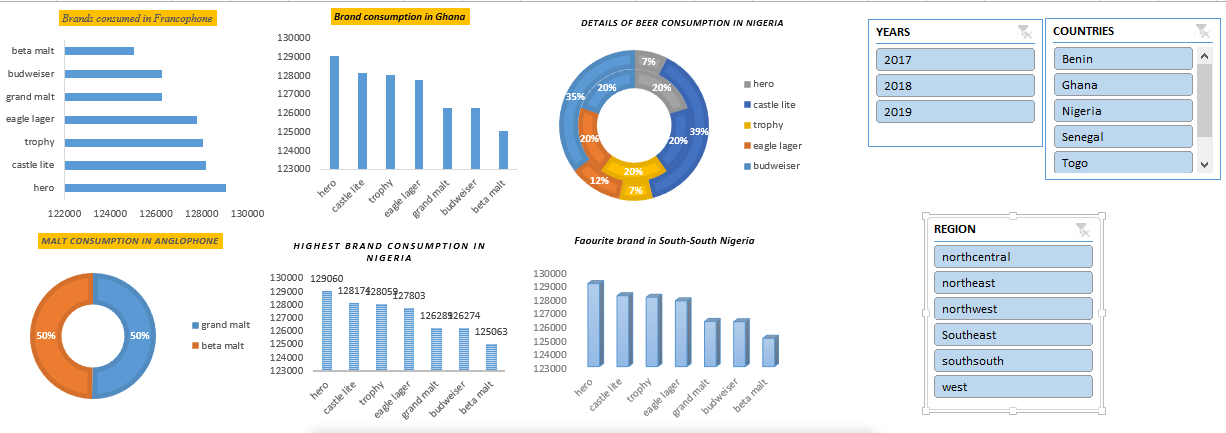 Brands consumed in Francophone
beta malt
budweiser
grand malt
eagle lager
trophy
castle lite
hero
122000 124000 126000 128000 130000
Brand consumption in Ghana
130000
129000
128000
127000
126000
125000
124000
123000
hero
castle lite
trophy
eagle lager
grand malt
budweiser
beta malt
DETAILS OF BEER CONSUMPTION IN NIGERIA
7%
20%
39%
20%
20%
7%
20%
12%
35%
20%
hero
castle lite
trophy
eagle lager
budweiser
YEARS
2017
2018
2019
COUNTRIES
Benin
Ghana
Nigeria
Senegal
Togo
MALT CONSUMPTION IN ANGLOPHONE
50%
50%
grand malt
beta malt
HIGHEST BRAND CONSUMPTION IN
NIGERIA
130000
129000
128000
127000
126000
125000
124000
123000
129060
128174
128059
127803
126289
126274
125063
hero
castle lite
trophy
eagle lager
grand malt
budweiser
beta malt
Faourite brand in South-South Nigeria
130000
129000
128000
127000
126000
125000
124000
123000
hero
castle lite
trophy
eagle lager
grand malt
budweiser
beta malt
REGION
northcentral
northeast
northwest
Southeast
southsouth
west